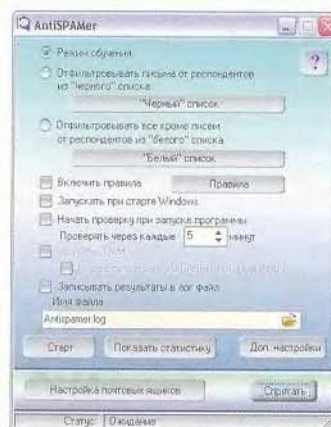 AntiSPAMer
Режим обучения
?
Отфильтровывать письма от респондентов
из "черного" списка
"Черный" список
Отфильтровывать все кроме писем
от респондентов из "белого" списка
"Белый" список
Включить правила
Правила
Запускать при старте Windows
Начать проверку при запуске программы
Проверять через каждые 5 минут
Записывать результаты в лог файл
Имя файла
Antispamer.log
Старт
Показать статистику
Доп. настройки
Настройка почтовых ящиков
Спрятать
Статус: Ожидание